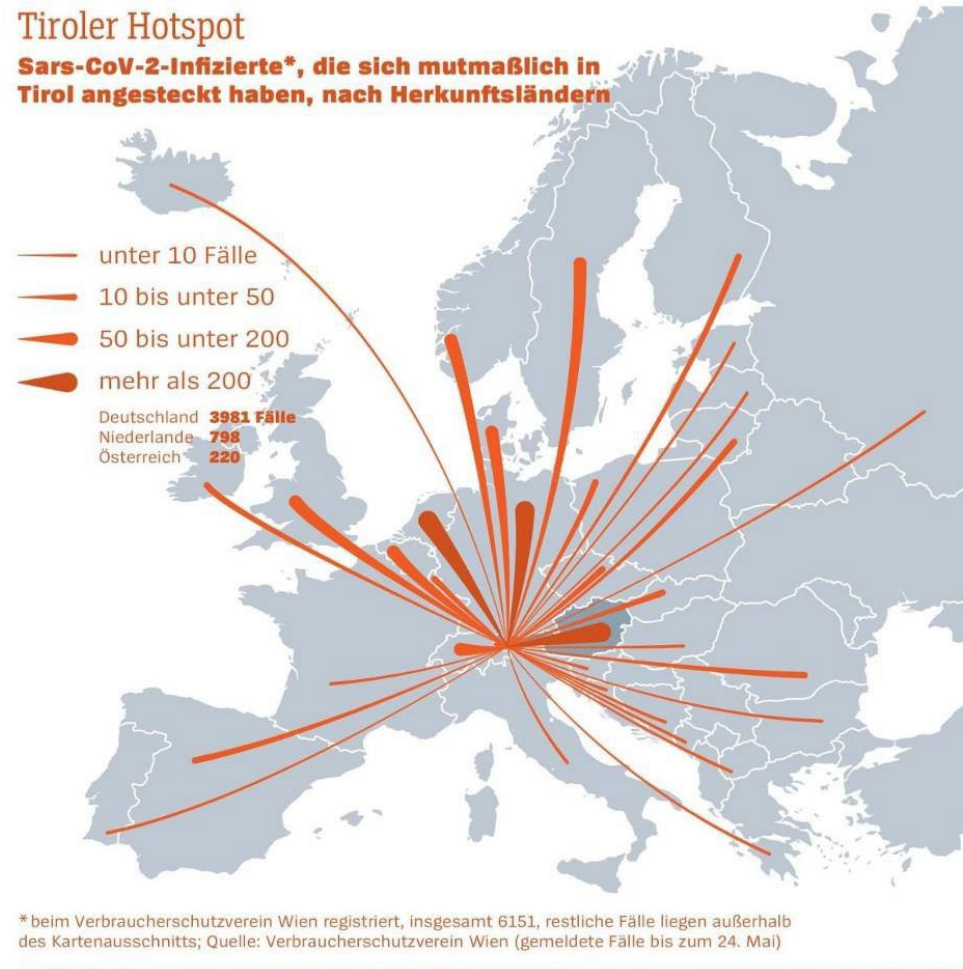 Tiroler Hotspot
Sars-CoV-2-Infizierte*, die sich mutmaßlich in
Tirol angesteckt haben, nach Herkunftsländern
unter 10 Fälle
10 bis unter 50
50 bis unter 200
mehr als 200
Deutschland 3981 Fälle
Niederlande 798
Österreich 220
*beim Verbraucherschutzverein Wien registriert, insgesamt 6151, restliche Fälle liegen außerhalb
des Kartenausschnitts; Quelle: Verbraucherschutzverein Wien (gemeldete Fälle bis zum 24. Mai)